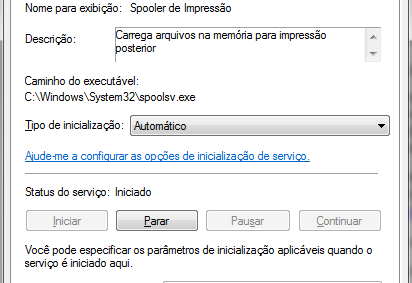 Nome para exibição: Spooler de Impressão
Descrição: Carrega arquivos na memória para impressão
posterior
Caminho do executável:
C:\Windows\System32\spoolsv.exe
Tipo de inicialização: Automático
Ajude-me a configurar as opções de inicialização de serviço.
Status do serviço: Iniciado
Iniciar Parar Pausar Continuar
Você pode especificar os parâmetros de inicialização aplicáveis quando o
serviço é iniciado aqui.